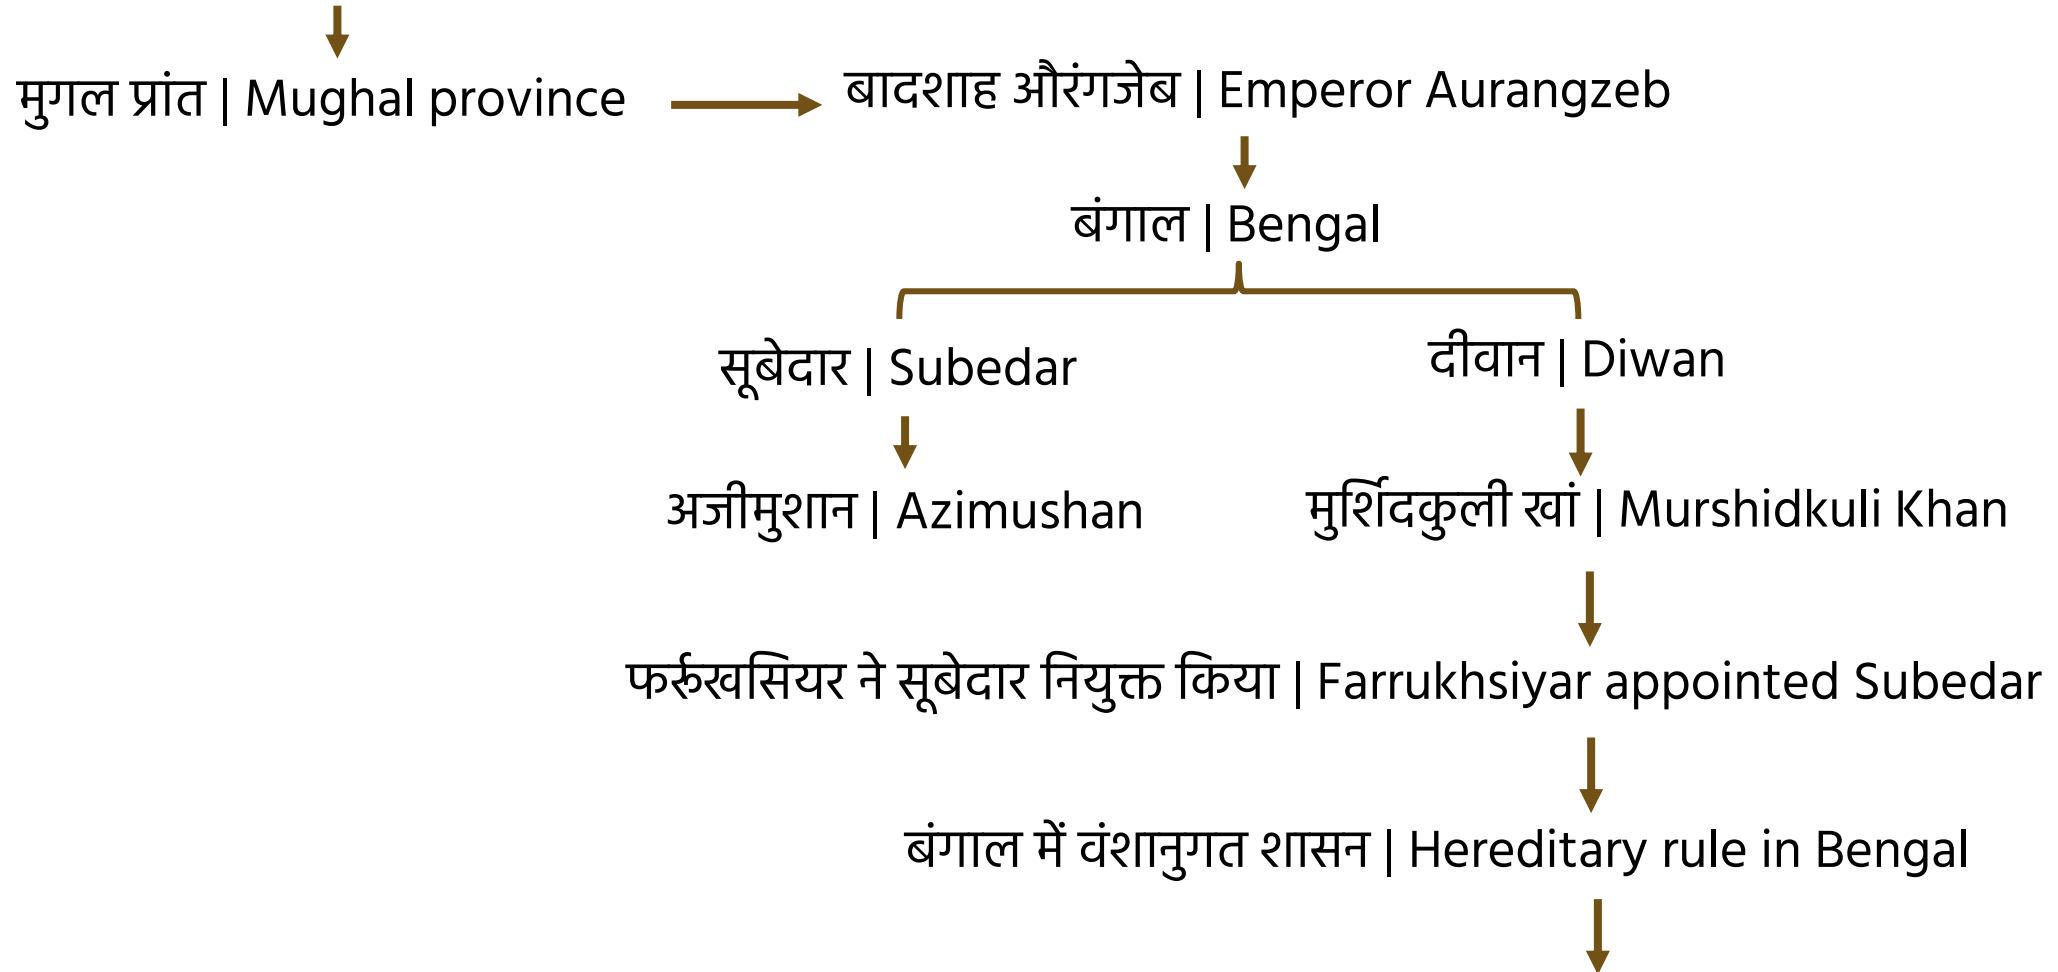 मुगल प्रांत | Mughal province
बादशाह औरंगजेब | Emperor Aurangzeb
बंगाल | Bengal
सूबेदार | Subedar
दीवान | Diwan
अजीमुशान | Azimushan
मुर्शिदकुली खां | Murshidkuli Khan
फर्रुखसियर ने सूबेदार नियुक्त किया | Farrukhsiyar appointed Subedar
बंगाल में वंशानुगत शासन | Hereditary rule in Bengal